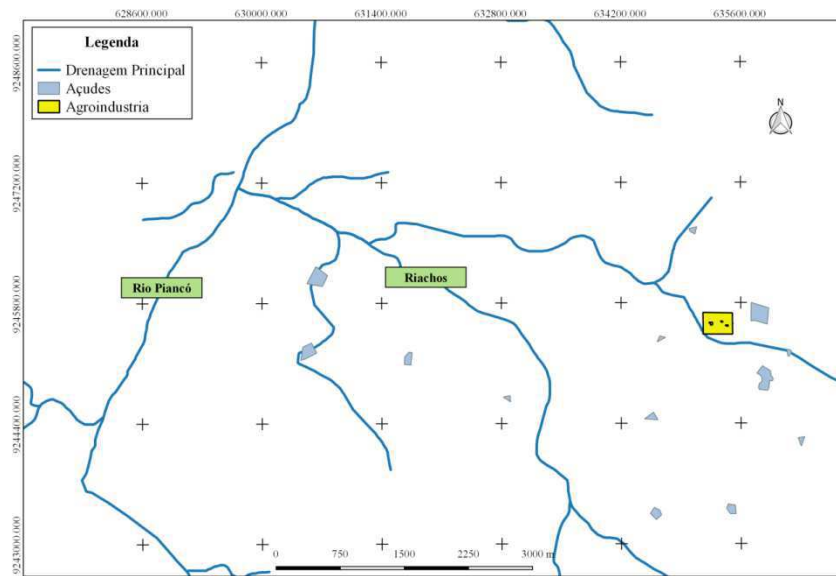 628600.000 630000.000 631400.000 632800.000 634200.000 635600.000
9248600.000
9247200.000
9245800.000
9244400.000
9243000.000
Legenda
Drenagem Principal
Açudes
Agroindustria
N
Rio Piancó
Riachos
0 750 1500 2250 3000 m